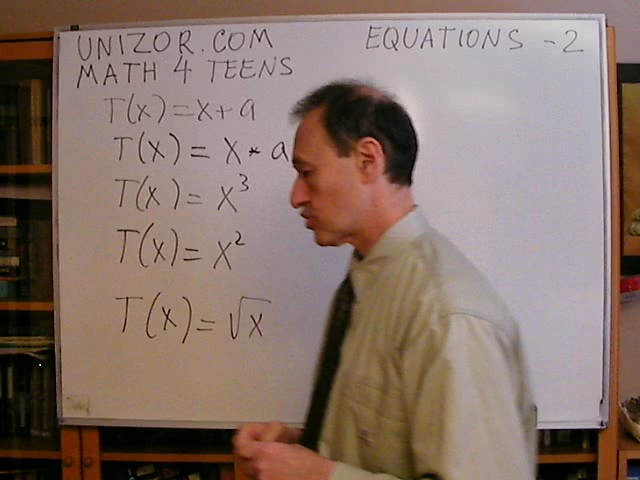 UNIZOR.COM
EQUATIONS - 2
MATH 4 TEENS
T(x) = x + a
T(x) = x * a
T(x) = x³
T(x) = x²
T(x) = √x